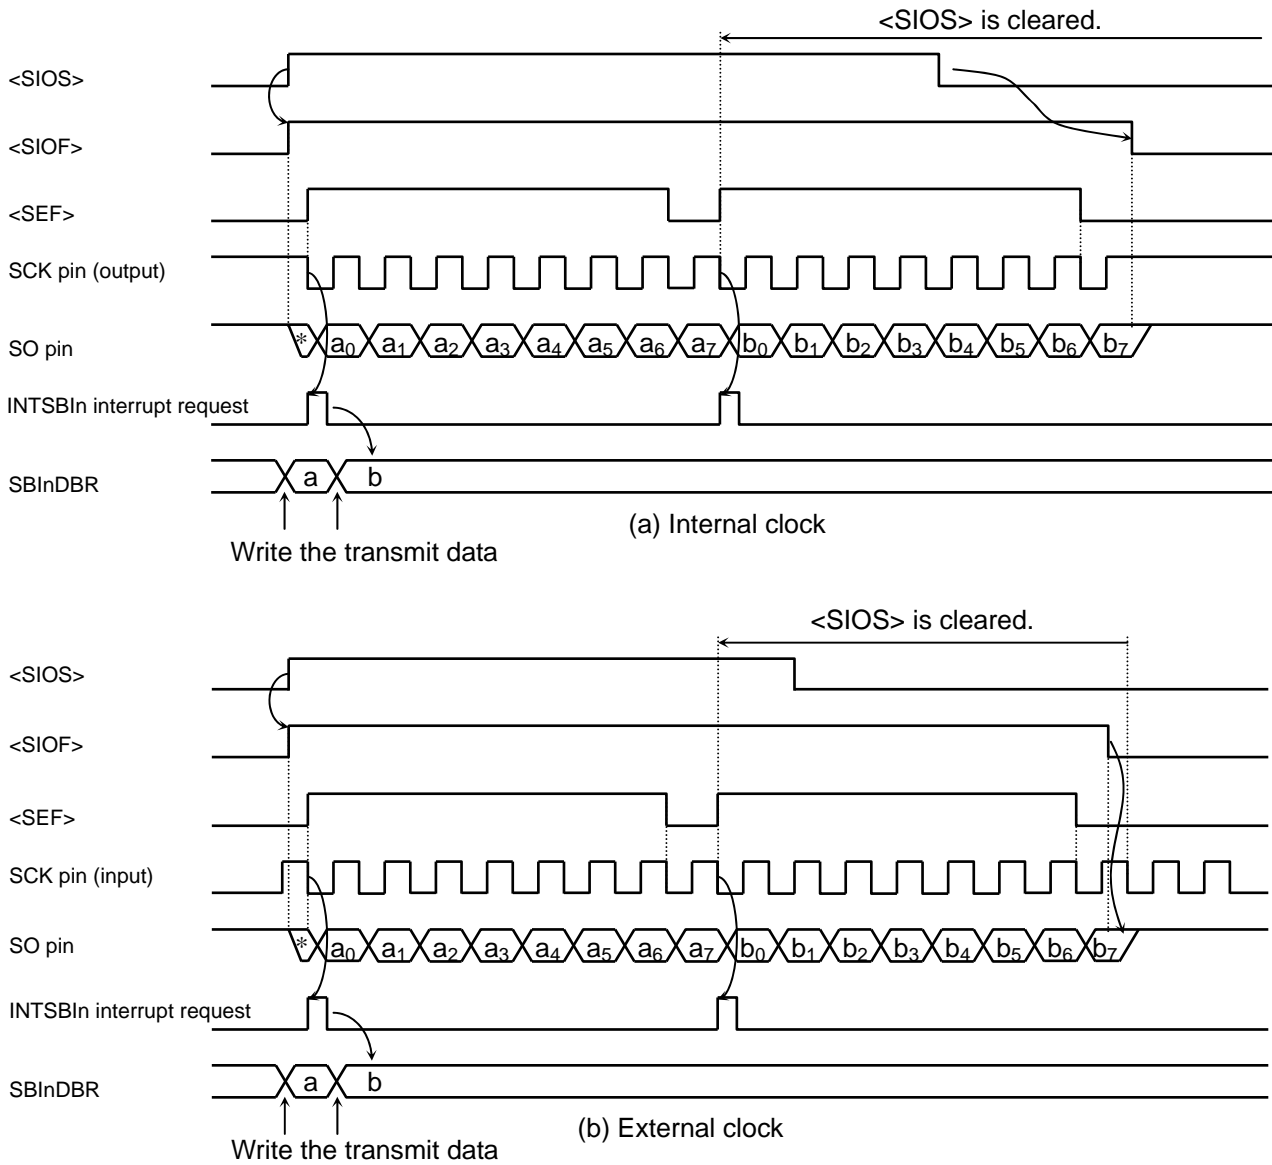 <SIOS> is cleared.
<SIOS>
<SIOF>
<SEF>
SCK pin (output)
SO pin
* a0 a1 a2 a3 a4 a5 a6 a7 b0 b1 b2 b3 b4 b5 b6 b7
INTSBIn interrupt request
SBInDBR
a b
(a) Internal clock
Write the transmit data
<SIOS> is cleared.
<SIOS>
<SIOF>
<SEF>
SCK pin (input)
SO pin
* a0 a1 a2 a3 a4 a5 a6 a7 b0 b1 b2 b3 b4 b5 b6 b7
INTSBIn interrupt request
SBInDBR
a b
(b) External clock
Write the transmit data